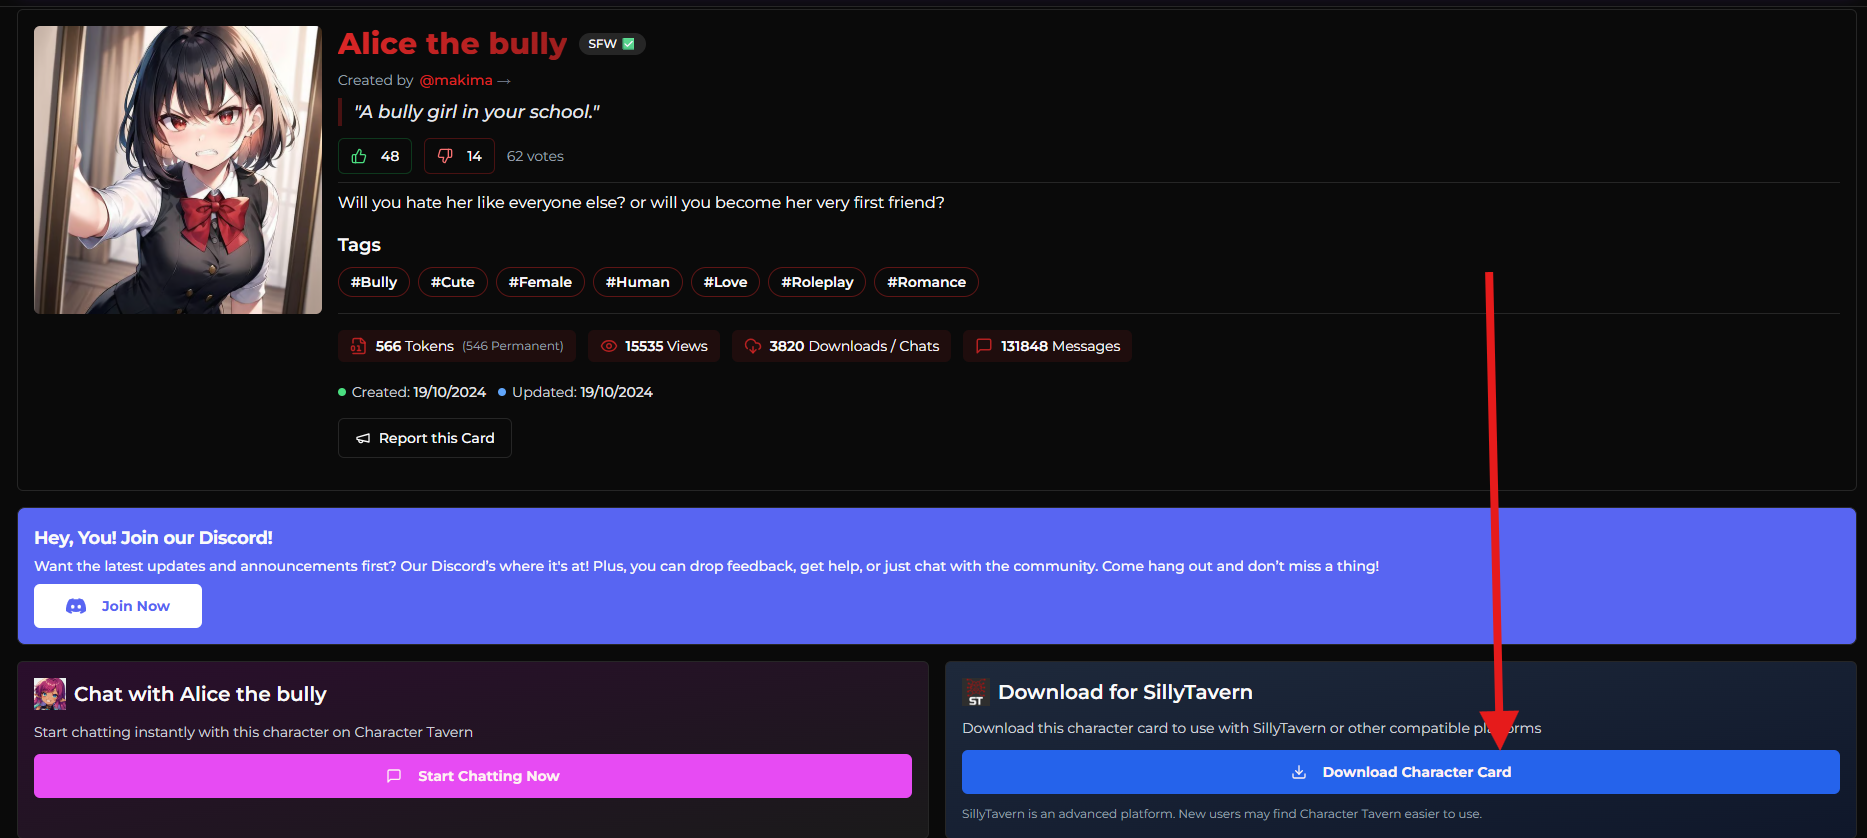 Alice the bully SFW ✅
Created by @makima →
"A bully girl in your school."
48 14 62 votes
Will you hate her like everyone else? or will you become her very first friend?
Tags
#Bully #Cute #Female #Human #Love #Roleplay #Romance
566 Tokens (546 Permanent) 15535 Views 3820 Downloads / Chats 131848 Messages
Created: 19/10/2024 Updated: 19/10/2024
Report this Card
Hey, You! Join our Discord!
Want the latest updates and announcements first? Our Discord's where it's at! Plus, you can drop feedback, get help, or just chat with the community. Come hang out and don't miss a thing!
Join Now
Chat with Alice the bully
Start chatting instantly with this character on Character Tavern
Start Chatting Now
ST Download for SillyTavern
Download this character card to use with SillyTavern or other compatible platforms
Download Character Card
SillyTavern is an advanced platform. New users may find Character Tavern easier to use.